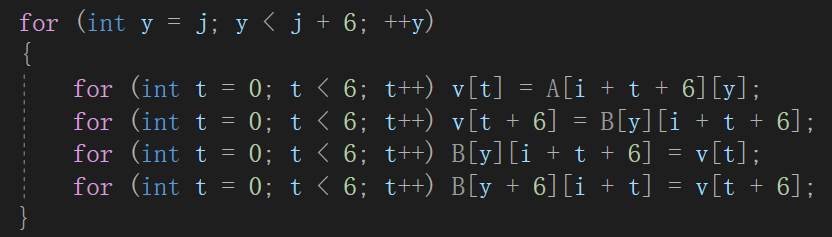 for (int y = j; y < j + 6; ++y)
{
for (int t = 0; t < 6; t++) v[t] = A[i + t + 6][y];
for (int t = 0; t < 6; t++) v[t + 6] = B[y][i + t + 6];
for (int t = 0; t < 6; t++) B[y][i + t + 6] = v[t];
for (int t = 0; t < 6; t++) B[y + 6][i + t] = v[t + 6];
}